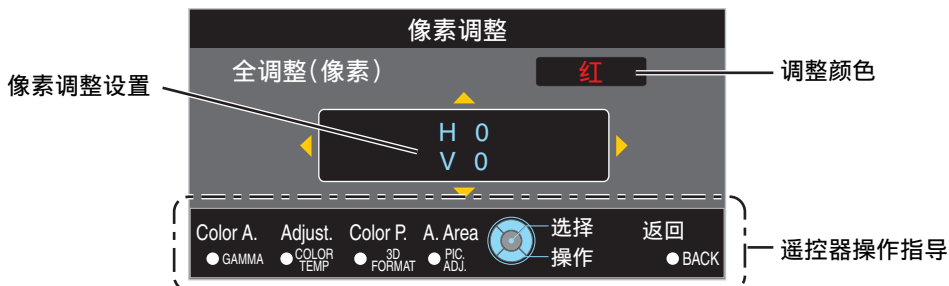 像素调整
全调整(像素)
红
调整颜色
像素调整设置
H 0
V 0
Color A. Adjust. Color P. A. Area 选择 返回
GAMMA COLOR TEMP 3D FORMAT PIC. ADJ. 操作 BACK
遥控器操作指导